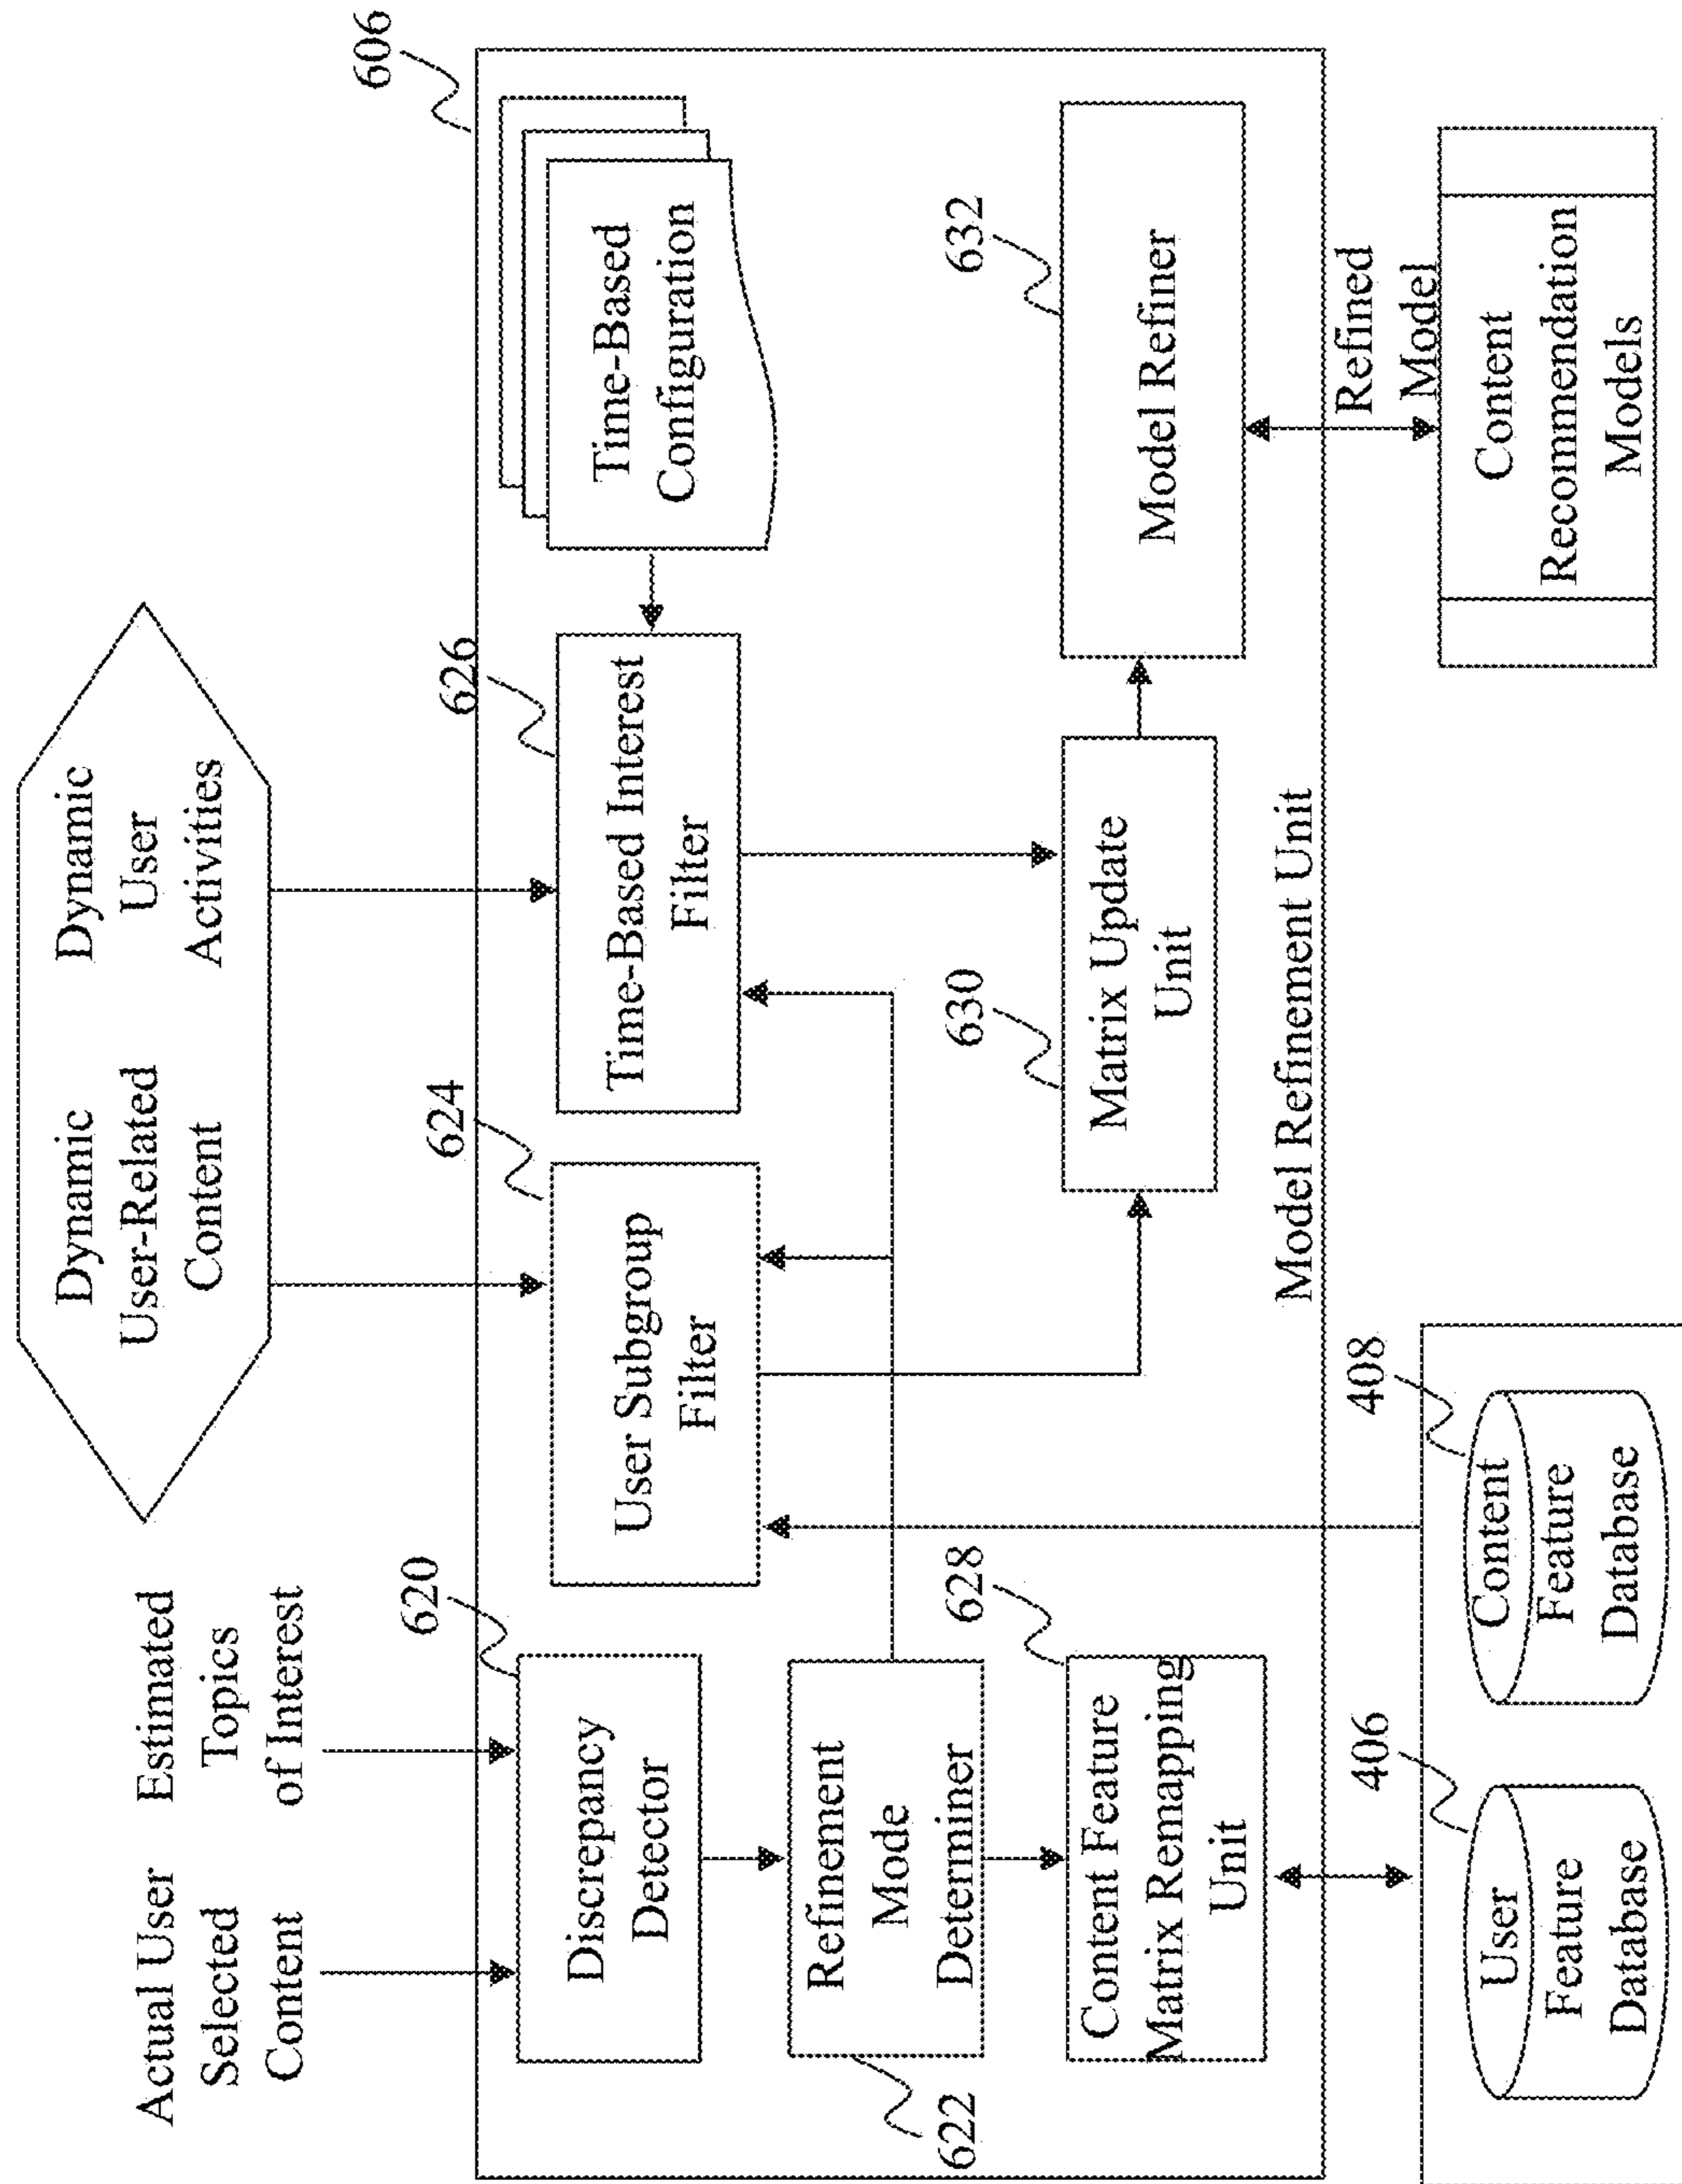 Actual User
Selected
Content
Estimated
Topics
of Interest
Dynamic
User-Related
Content
Dynamic
User
Activities
606
620
Discrepancy
Detector
624
User Subgroup
Filter
626
Time-Based Interest
Filter
Time-Based
Configuration
622
Refinement
Mode
Determiner
628
Content Feature
Matrix Remapping
Unit
630
Matrix Update
Unit
632
Model Refiner
Model Refinement Unit
Refined
Model
406
User
Feature
Database
408
Content
Feature
Database
Content
Recommendation
Models